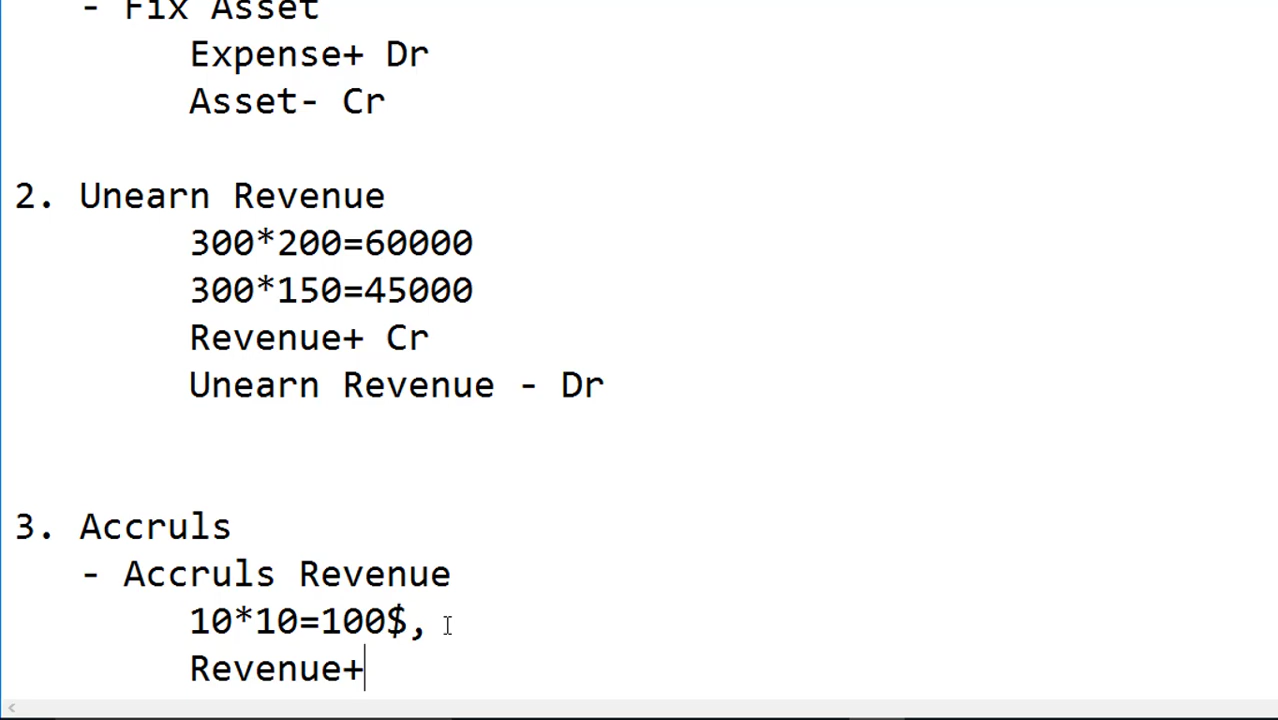 - Fix Asset
Expense+ Dr
Asset- Cr
2. Unearn Revenue
300*200=60000
300*150=45000
Revenue+ Cr
Unearn Revenue - Dr
3. Accruls
- Accruls Revenue
10*10=100$,
Revenue+